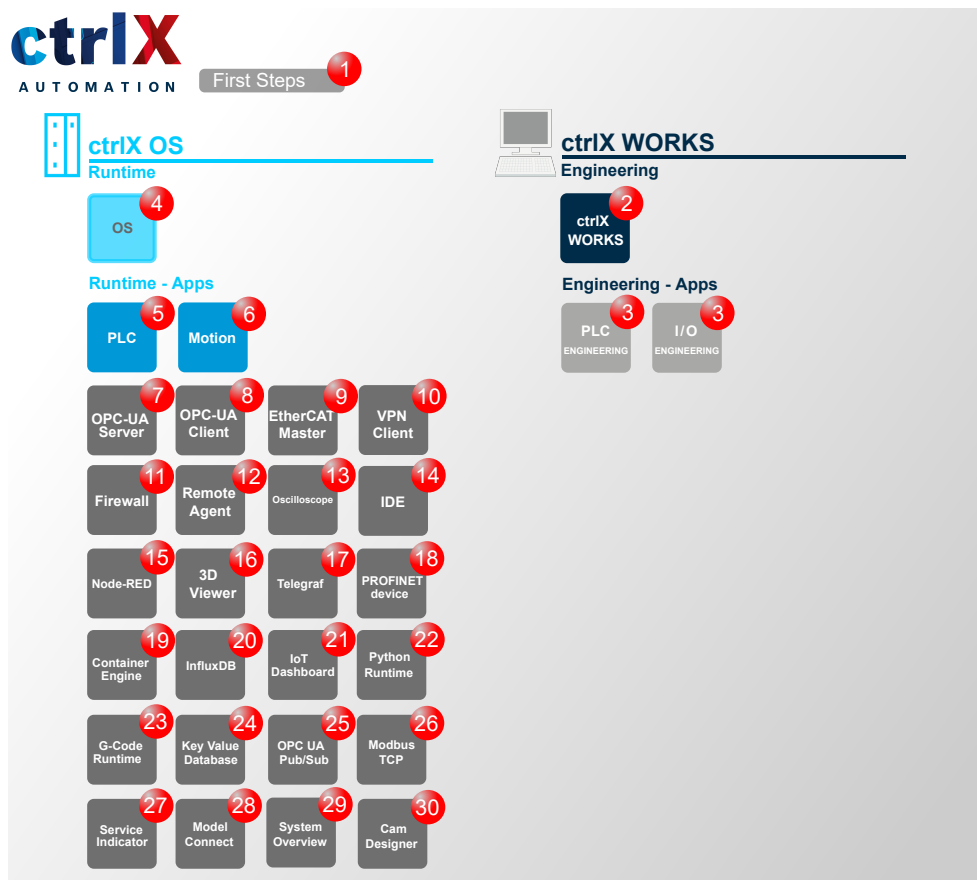 ctrlX
AUTOMATION
First Steps
1
ctrlX OS
Runtime
4
OS
Runtime - Apps
5
PLC
6
Motion
7
OPC-UA
Server
8
OPC-UA
Client
9
EtherCAT
Master
10
VPN
Client
11
Firewall
12
Remote
Agent
13
Oscilloscope
14
IDE
15
Node-RED
16
3D
Viewer
17
Telegraf
18
PROFINET
device
19
Container
Engine
20
InfluxDB
21
IoT
Dashboard
22
Python
Runtime
23
G-Code
Runtime
24
Key Value
Database
25
OPC UA
Pub/Sub
26
Modbus
TCP
27
Service
Indicator
28
Model
Connect
29
System
Overview
30
Cam
Designer
ctrlX WORKS
Engineering
2
ctrlX
WORKS
Engineering - Apps
3
PLC
ENGINEERING
3
I/O
ENGINEERING